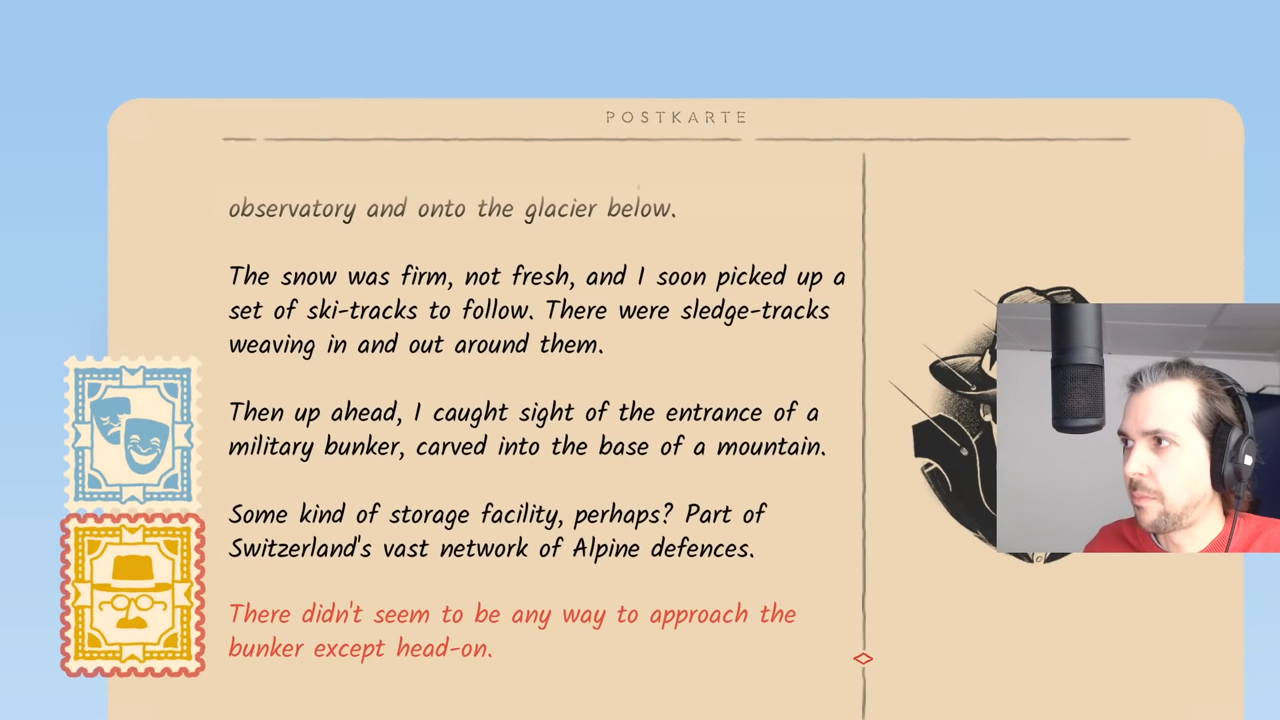 POSTKARTE
observatory and onto the glacier below.
The snow was firm, not fresh, and I soon picked up a
set of ski-tracks to follow. There were sledge-tracks
weaving in and out around them.
Then up ahead, I caught sight of the entrance of a
military bunker, carved into the base of a mountain.
Some kind of storage facility, perhaps? Part of
Switzerland's vast network of Alpine defences.
There didn't seem to be any way to approach the
bunker except head-on.